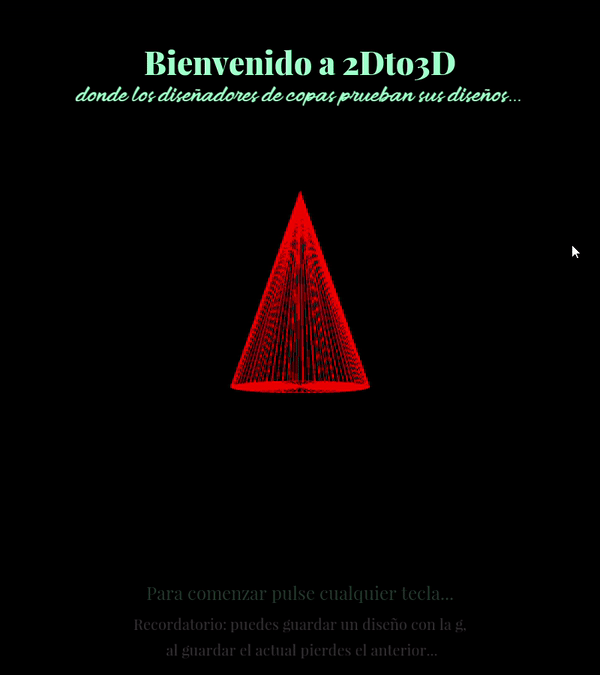 Bienvenido a 2Dto3D
donde los diseñadores de copas prueban sus diseños...
Para comenzar pulse cualquier tecla...
Recordatorio: puedes guardar un diseño con la g,
al guardar el actual pierdes el anterior...